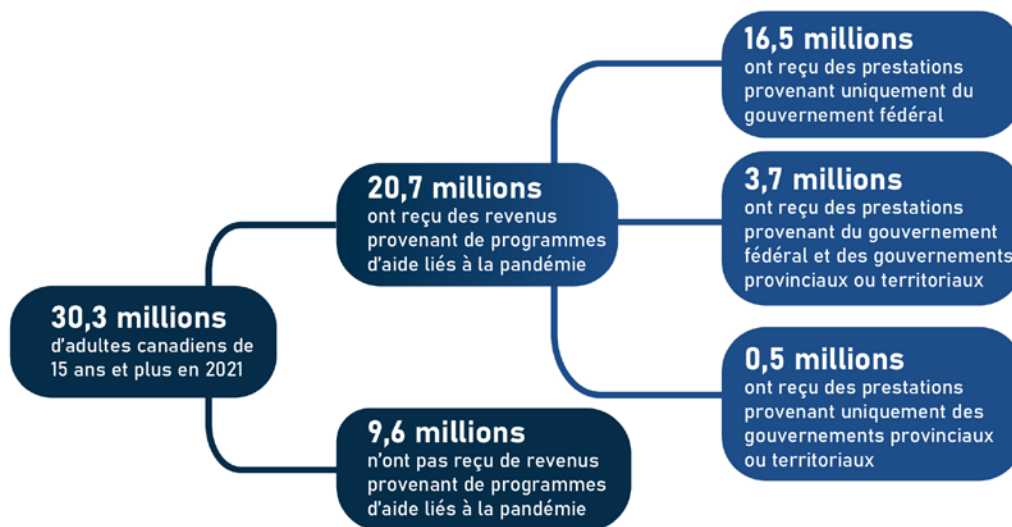 30,3 millions
d'adultes canadiens de
15 ans et plus en 2021
20,7 millions
ont reçu des revenus
provenant de programmes
d'aide liés à la pandémie
9,6 millions
n'ont pas reçu de revenus
provenant de programmes
d'aide liés à la pandémie
16,5 millions
ont reçu des prestations
provenant uniquement du
gouvernement fédéral
3,7 millions
ont reçu des prestations
provenant du gouvernement
fédéral et des gouvernements
provinciaux ou territoriaux
0,5 millions
ont reçu des prestations
provenant uniquement des
gouvernements provinciaux
ou territoriaux